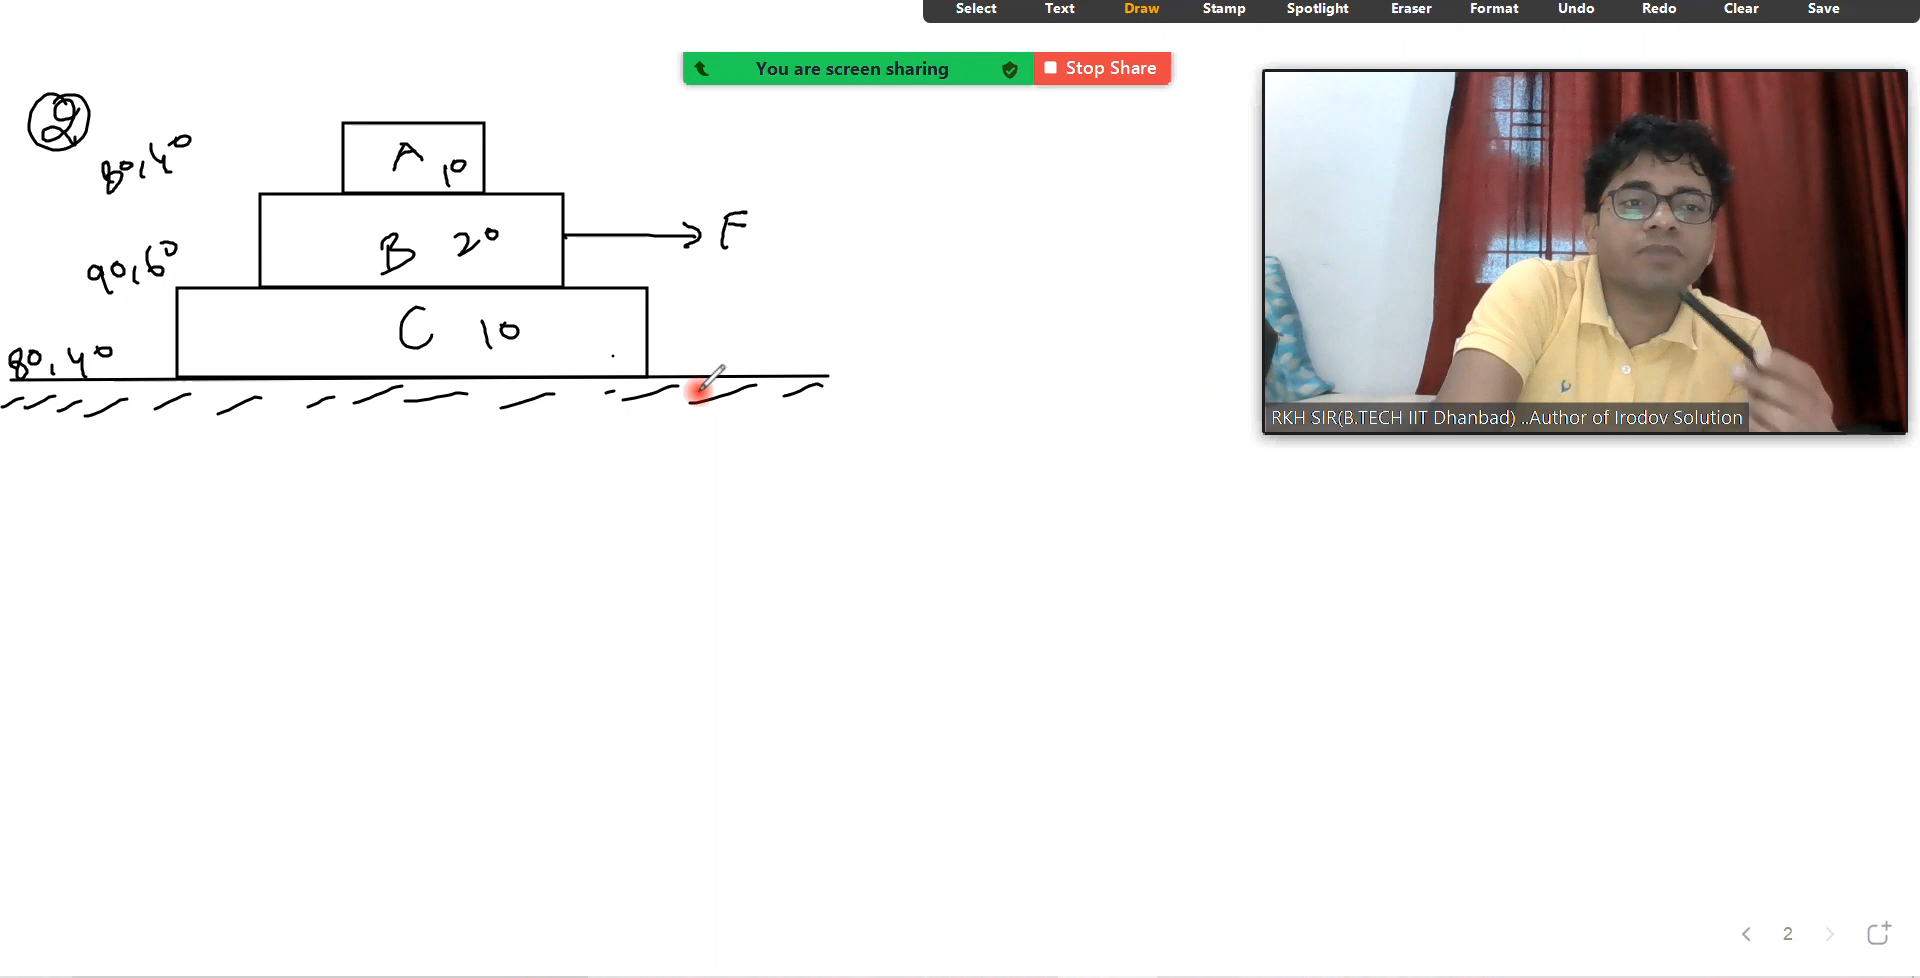 Select Text Draw Stamp Spotlight Eraser Format Undo Redo Clear Save
You are screen sharing Stop Share
Q
80,40
A 10
B 20
F
90,60
C 10
80,40
RKH SIR(B.TECH IIT Dhanbad) ..Author of Irodov Solution
2